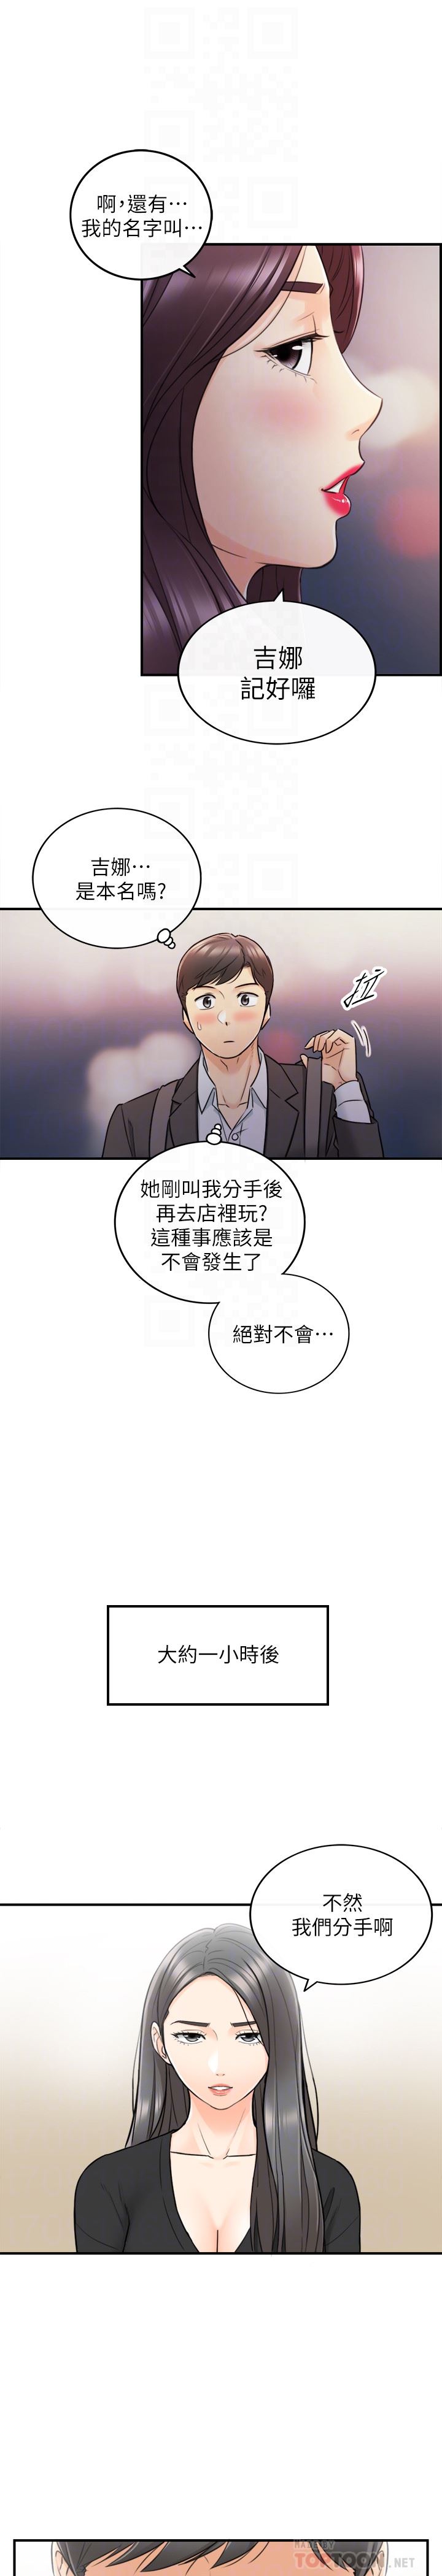 啊，還有⋯
我的名字叫⋯
吉娜
記好囉
吉娜⋯
是本名嗎?
拉
她剛叫我分手後
再去店裡玩?
這種事應該是
不會發生了
絕對不會⋯
大約一小時後
不然
我們分手啊
TOPTOON.NET